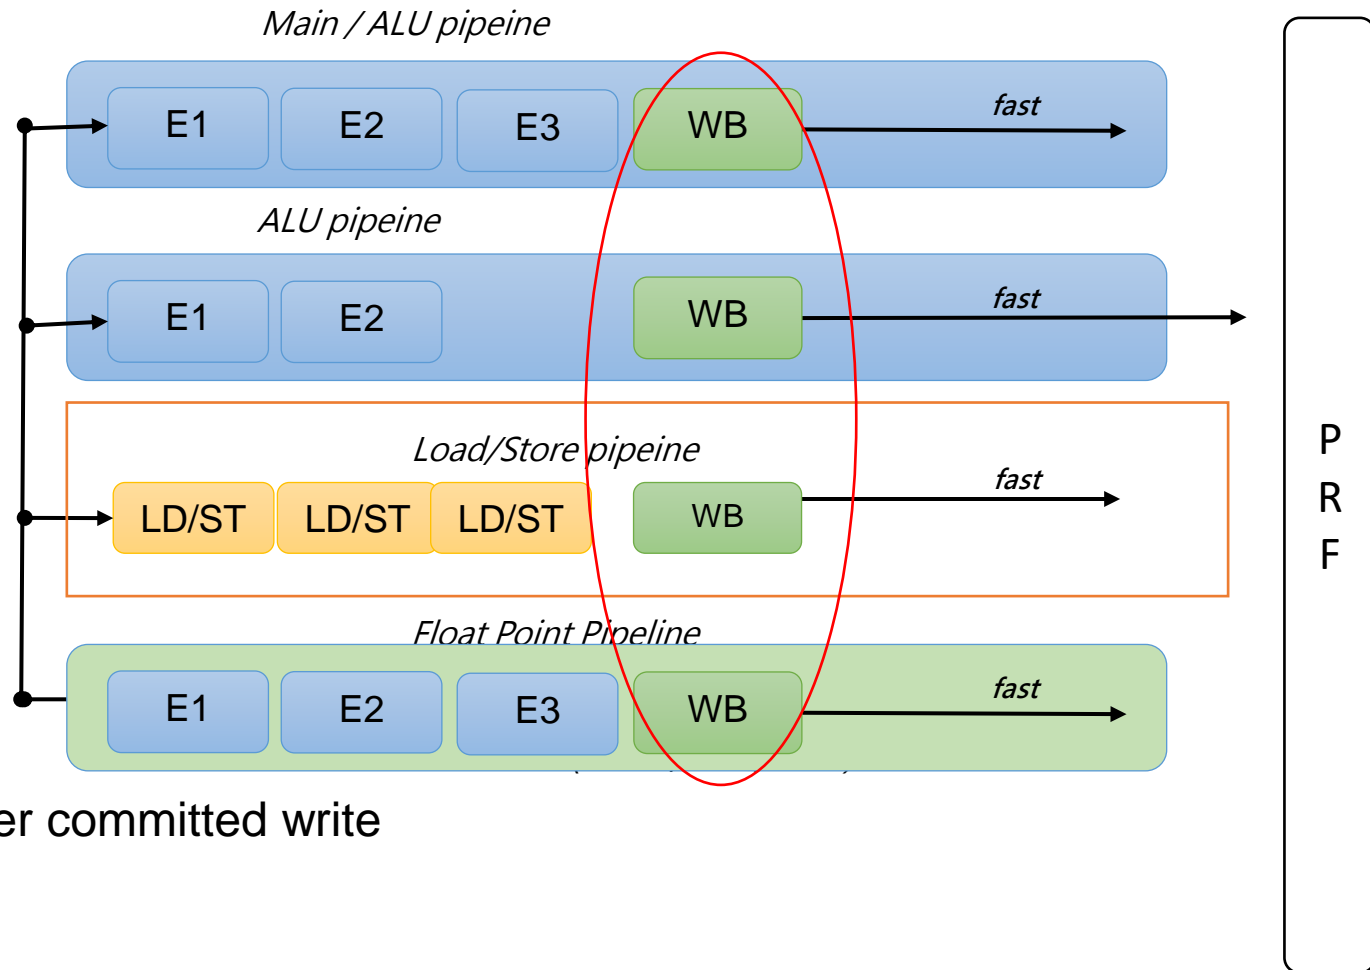 Main / ALU pipeine
E1 E2 E3 WB fast
ALU pipeine
E1 E2 WB fast
Load/Store pipeine
LD/ST LD/ST LD/ST WB fast
Float Point Pipeline
E1 E2 E3 WB fast
er committed write
P
R
F